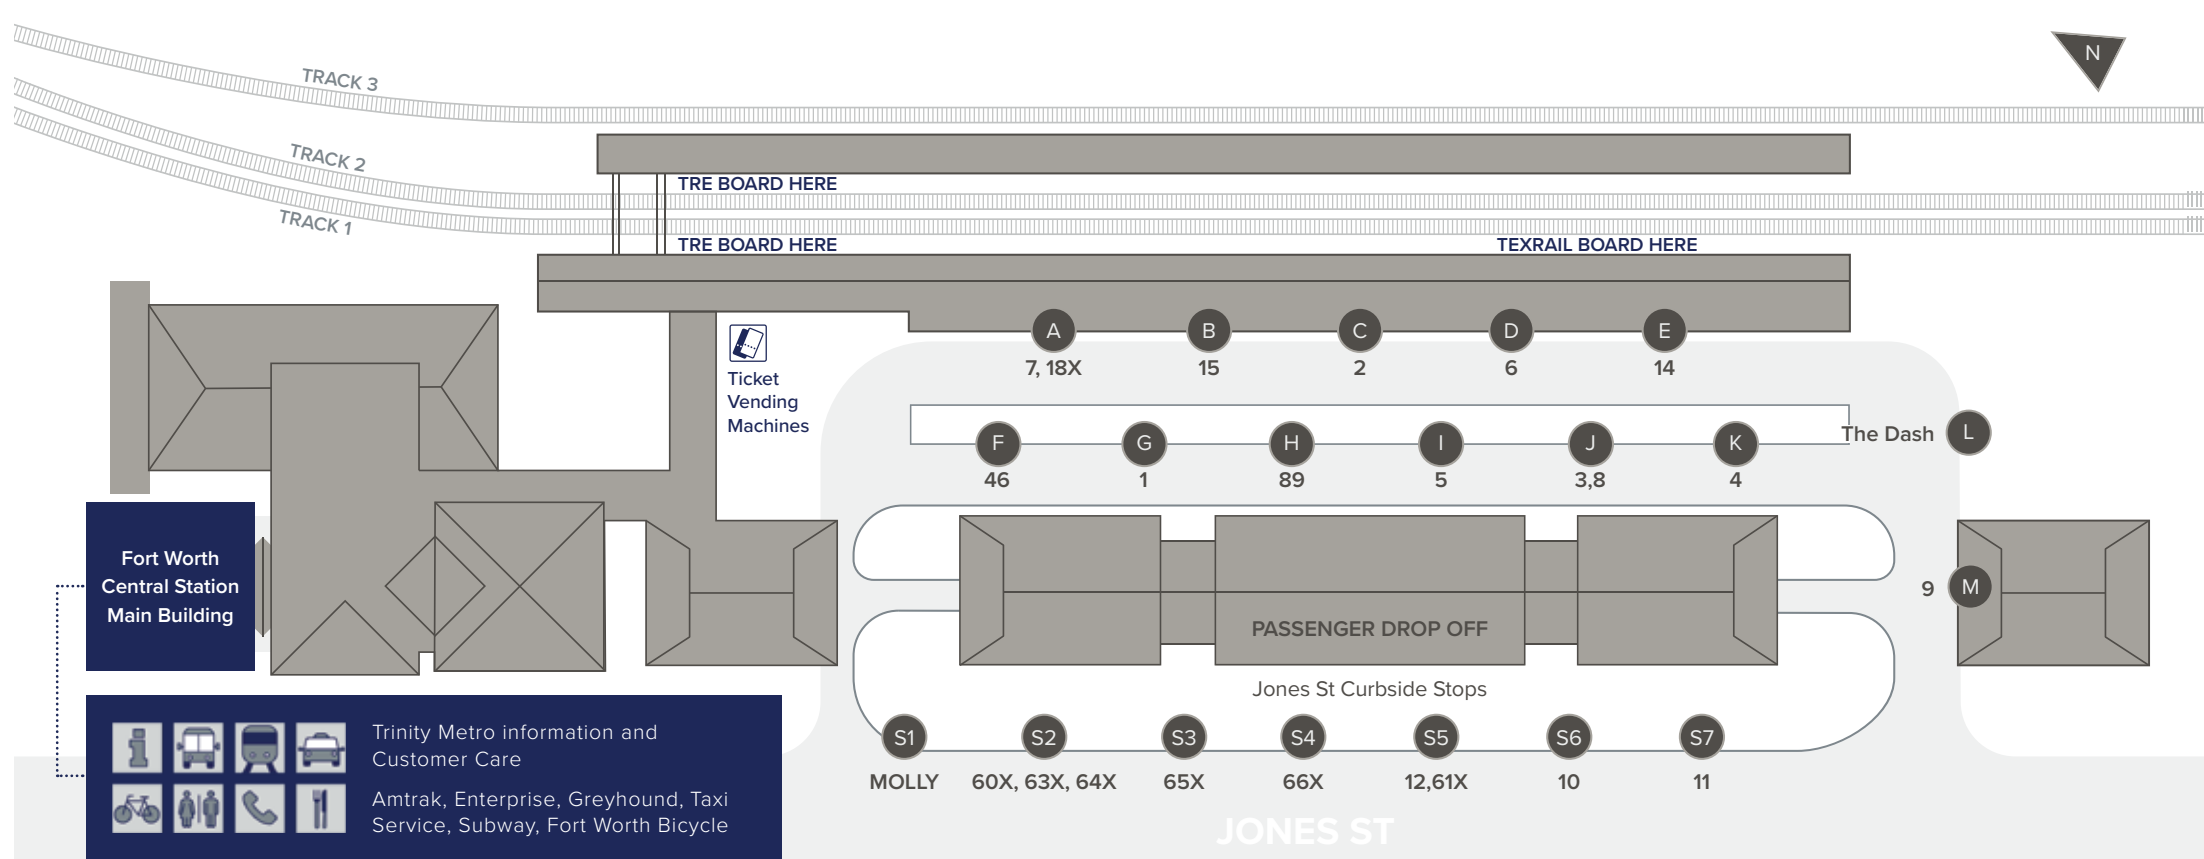 N
TRACK 3
TRACK 2
TRACK 1
TRE BOARD HERE
TRE BOARD HERE
TEXRAIL BOARD HERE
Ticket
Vending
Machines
A
B
C
D
E
7, 18X
15
2
6
14
F
G
H
I
J
K
The Dash
L
46
1
89
5
3,8
4
Fort Worth
Central Station
Main Building
9
M
PASSENGER DROP OFF
Jones St Curbside Stops
S1
S2
S3
S4
S5
S6
S7
MOLLY
60X, 63X, 64X
65X
66X
12,61X
10
11
i
Trinity Metro information and
Customer Care
Amtrak, Enterprise, Greyhound, Taxi
Service, Subway, Fort Worth Bicycle
JONES ST